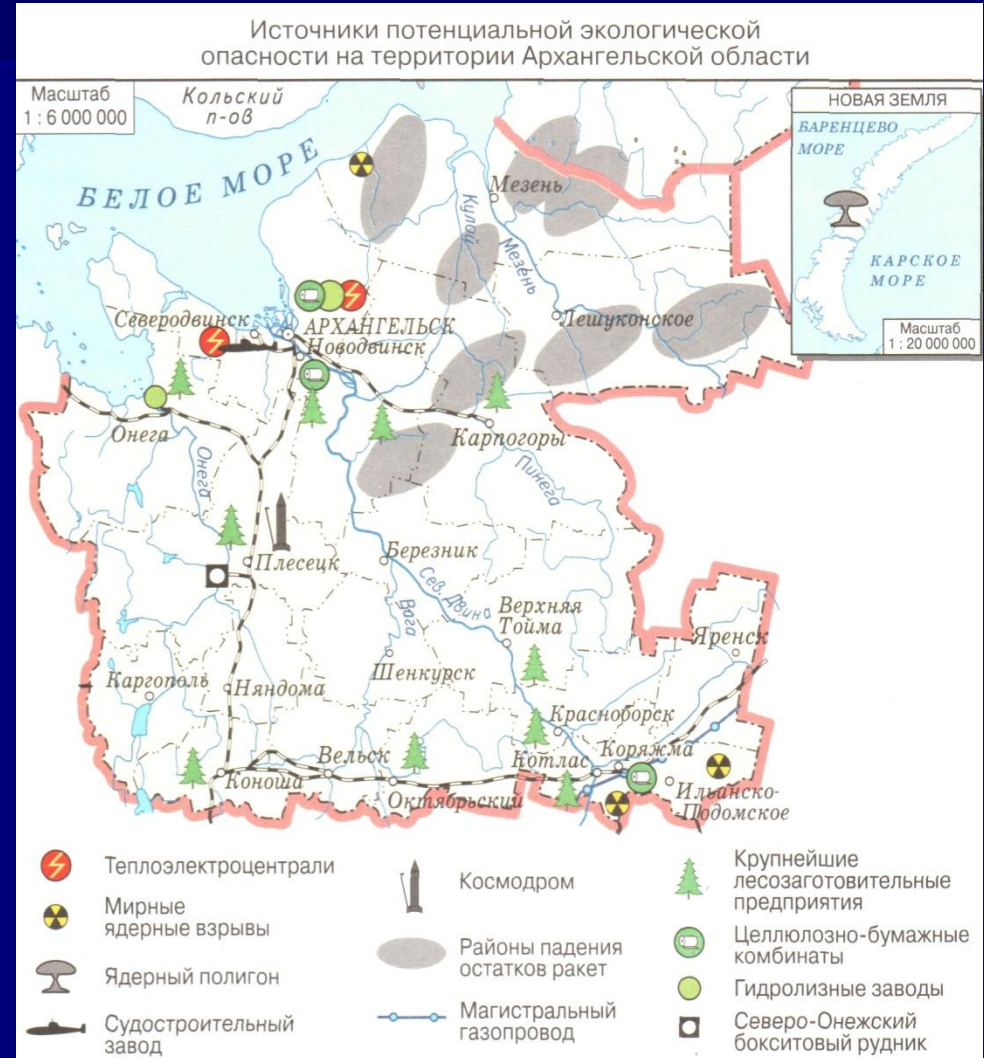 Источники потенциальной экологической
опасности на территории Архангельской области
Масштаб
1 : 6 000 000
Кольский
п-ов
НОВАЯ ЗЕМЛЯ
БАРЕНЦЕВО
МОРЕ
КАРСКОЕ
МОРЕ
Масштаб
1 : 20 000 000
БЕЛОЕ МОРЕ
Мезень
Кулой
Мезень
Лешуконское
Северодвинск
АРХАНГЕЛЬСК
Новодвинск
Онега
Онега
Карпогоры
Пинега
Плесецк
Березник
Сев. Двина
Вага
Верхняя
Тойма
Яренск
Шенкурск
Каргополь
Няндома
Красноборск
Вельск
Котлас
Коряжма
Коноша
Октябрьский
Ильинско-
Подомское
Теплоэлектроцентрали
Мирные
ядерные взрывы
Ядерный полигон
Судостроительный
завод
Космодром
Районы падения
остатков ракет
Магистральный
газопровод
Крупнейшие
лесозаготовительные
предприятия
Целлюлозно-бумажные
комбинаты
Гидролизные заводы
Северо-Онежский
бокситовый рудник